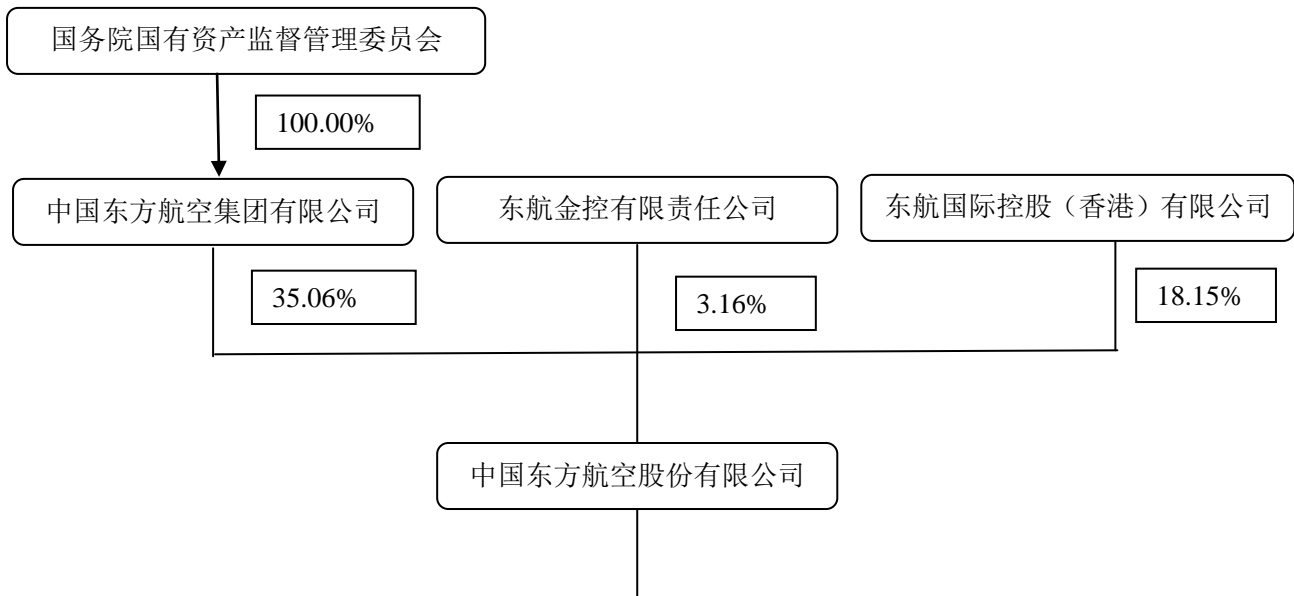 国务院国有资产监督管理委员会
100.00%
中国东方航空集团有限公司
东航金控有限责任公司
东航国际控股（香港）有限公司
35.06%
3.16%
18.15%
中国东方航空股份有限公司